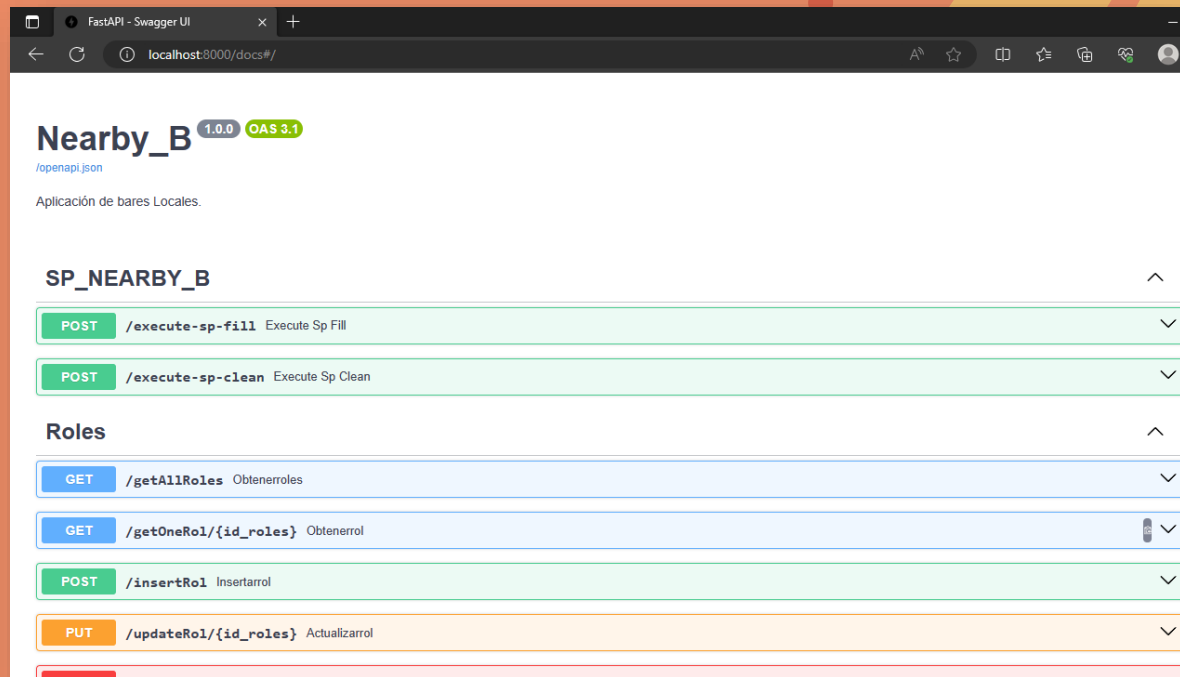 FastAPI - Swagger UI
localhost:8000/docs#/
Nearby_B 1.0.0 OAS 3.1
/openapi.json
Aplicación de bares Locales.
SP_NEARBY_B
POST /execute-sp-fill Execute Sp Fill
POST /execute-sp-clean Execute Sp Clean
Roles
GET /getAllRoles Obtenerroles
GET /getOneRol/{id_roles} Obtenerrol
POST /insertRol Insertarrol
PUT /updateRol/{id_roles} Actualizarrol